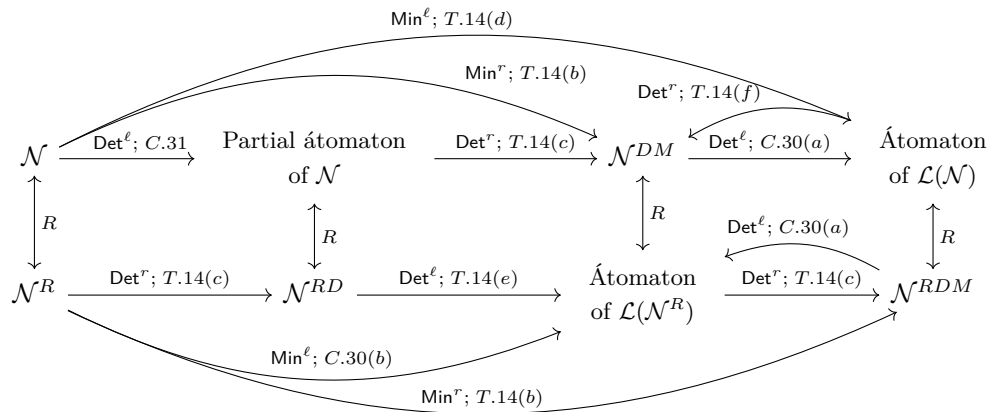 Min^ℓ; T.14(d)
Min^r; T.14(b)
Det^r; T.14(f)
Det^ℓ; C.31
Partial átomaton
Det^r; T.14(c)
Det^ℓ; C.30(a)
Átomaton
𝒩
of 𝒩
𝒩^{DM}
of ℒ(𝒩)
R
R
R
R
Det^ℓ; C.30(a)
Átomaton
𝒩^R
Det^r; T.14(c)
𝒩^{RD}
Det^ℓ; T.14(e)
of ℒ(𝒩^R)
Det^r; T.14(c)
𝒩^{RDM}
Min^ℓ; C.30(b)
Min^r; T.14(b)